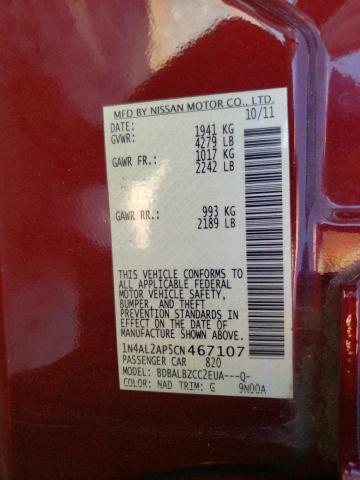 MFD BY NISSAN MOTOR CO., LTD.
DATE: 10/11
GVWR: 1941 KG
4279 LB
GAWR FR.: 1017 KG
2242 LB
GAWR RR.: 993 KG
2189 LB
THIS VEHICLE CONFORMS TO
ALL APPLICABLE FEDERAL
MOTOR VEHICLE SAFETY,
BUMPER, AND THEFT
PREVENTION STANDARDS IN
EFFECT ON THE DATE OF
MANUFACTURE SHOWN ABOVE.
1N4AL2AP5CN467107
PASSENGER CAR 820
MODEL: BDBALBZCC2EUA---Q-
COLOR: NAD TRIM: G 9N00A